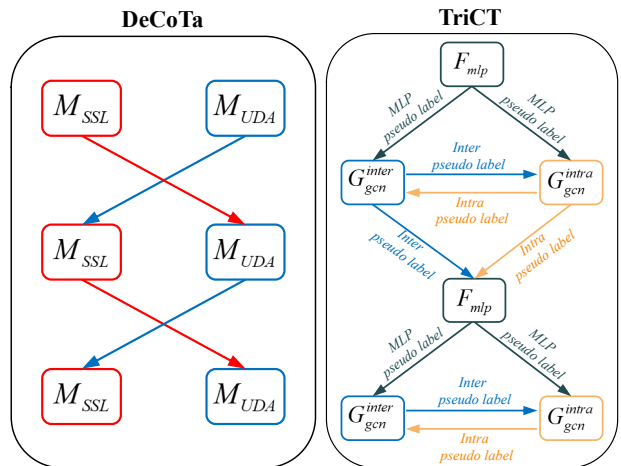 DeCoTa
M_SSL
M_UDA
M_SSL
M_UDA
M_SSL
M_UDA
TriCT
F_mlp
MLP
pseudo label
MLP
pseudo label
G_gcn^inter
Inter
pseudo label
G_gcn^intra
Intra
pseudo label
Inter
pseudo label
Intra
pseudo label
F_mlp
MLP
pseudo label
MLP
pseudo label
G_gcn^inter
Inter
pseudo label
G_gcn^intra
Intra
pseudo label